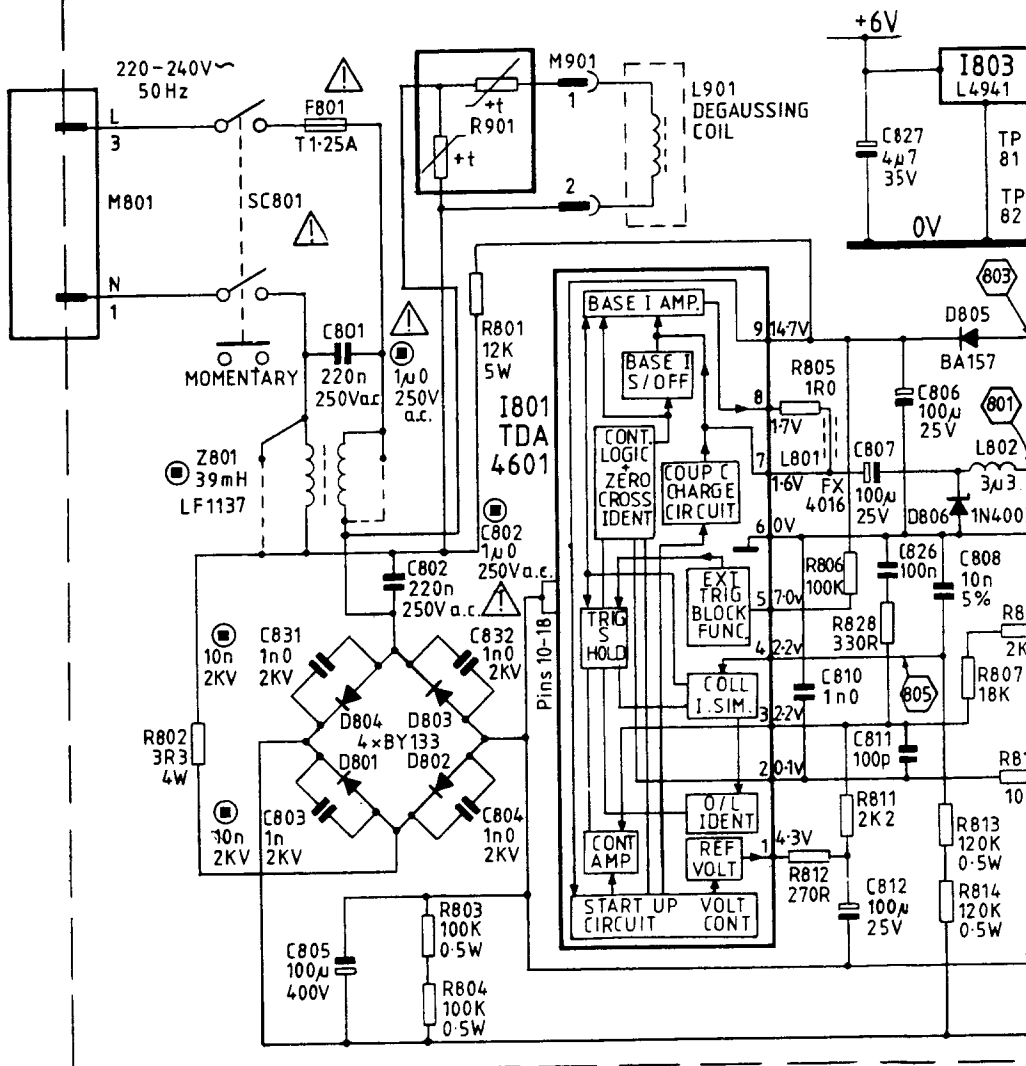 220-240V~
50Hz
L
3
F801
T1·25A
M801
SC801
N
1
MOMENTARY
C801
220n
250Va.c.
1µ0
250V
a.c.
Z801
39mH
LF1137
M901
1
+t
R901
+t
2
L901
DEGAUSSING
COIL
+6V
I803
L4941
C827
4µ7
35V
TP
81
TP
82
0V
R801
12K
5W
I801
TDA
4601
C802
1µ0
250Va.c.
C802
220n
250Va.c.
BASE I AMP.
BASE I
S/OFF
CONT.
LOGIC
+
ZERO
CROSS
IDENT
COUP C
CHARGE
CIRCUIT
EXT
TRIG
BLOCK
FUNC.
TRIG
S
HOLD
COLL
I.SIM.
O/L
IDENT
REF
VOLT
CONT
AMP
START UP
CIRCUIT
VOLT
CONT
Pins 10-18
9 14·7V
8
1·7V
7
1·6V
6 0V
5 7·0V
4 2·2V
3 2·2V
2 0·1V
1 4·3V
803
D805
BA157
R805
1R0
C806
100µ
25V
801
L802
3µ3
L801
FX
4016
C807
100µ
25V
D806
1N400
R806
100K
C826
100n
C808
10n
5%
R828
330R
R8
2K
R807
18K
805
C810
1n0
C811
100p
R81
10
R811
2K2
R812
270R
C812
100µ
25V
R813
120K
0·5W
R814
120K
0·5W
10n
2KV
C831
1n0
2KV
C832
1n0
2KV
D804
D803
4×BY133
D801
D802
R802
3R3
4W
10n
2KV
C803
1n
2KV
C804
1n0
2KV
C805
100µ
400V
R803
100K
0·5W
R804
100K
0·5W